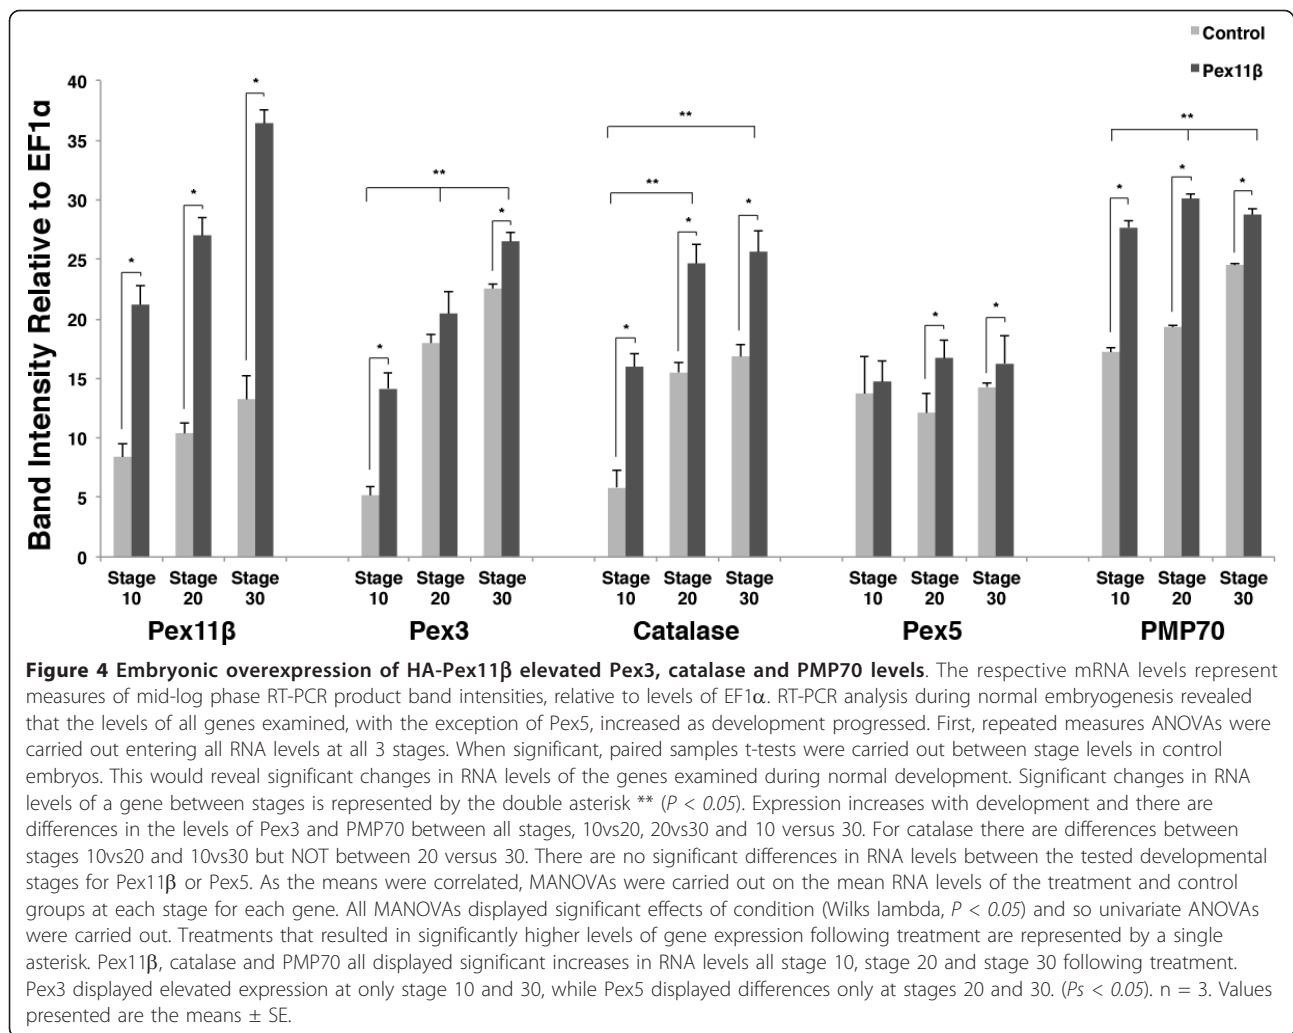 Control
Pex11β
Band Intensity Relative to EF1α
40
35
30
25
20
15
10
5
0
*
*
*
*
**
*
*
**
**
*
*
*
*
**
*
*
*
Stage 10
Stage 20
Stage 30
Stage 10
Stage 20
Stage 30
Stage 10
Stage 20
Stage 30
Stage 10
Stage 20
Stage 30
Stage 10
Stage 20
Stage 30
Pex11β
Pex3
Catalase
Pex5
PMP70
Figure 4 Embryonic overexpression of HA-Pex11β elevated Pex3, catalase and PMP70 levels. The respective mRNA levels represent
measures of mid-log phase RT-PCR product band intensities, relative to levels of EF1α. RT-PCR analysis during normal embryogenesis revealed
that the levels of all genes examined, with the exception of Pex5, increased as development progressed. First, repeated measures ANOVAs were
carried out entering all RNA levels at all 3 stages. When significant, paired samples t-tests were carried out between stage levels in control
embryos. This would reveal significant changes in RNA levels of the genes examined during normal development. Significant changes in RNA
levels of a gene between stages is represented by the double asterisk ** (P < 0.05). Expression increases with development and there are
differences in the levels of Pex3 and PMP70 between all stages, 10vs20, 20vs30 and 10 versus 30. For catalase there are differences between
stages 10vs20 and 10vs30 but NOT between 20 versus 30. There are no significant differences in RNA levels between the tested developmental
stages for Pex11β or Pex5. As the means were correlated, MANOVAs were carried out on the mean RNA levels of the treatment and control
groups at each stage for each gene. All MANOVAs displayed significant effects of condition (Wilks lambda, P < 0.05) and so univariate ANOVAs
were carried out. Treatments that resulted in significantly higher levels of gene expression following treatment are represented by a single
asterisk. Pex11β, catalase and PMP70 all displayed significant increases in RNA levels all stage 10, stage 20 and stage 30 following treatment.
Pex3 displayed elevated expression at only stage 10 and 30, while Pex5 displayed differences only at stages 20 and 30. (Ps < 0.05). n = 3. Values
presented are the means ± SE.